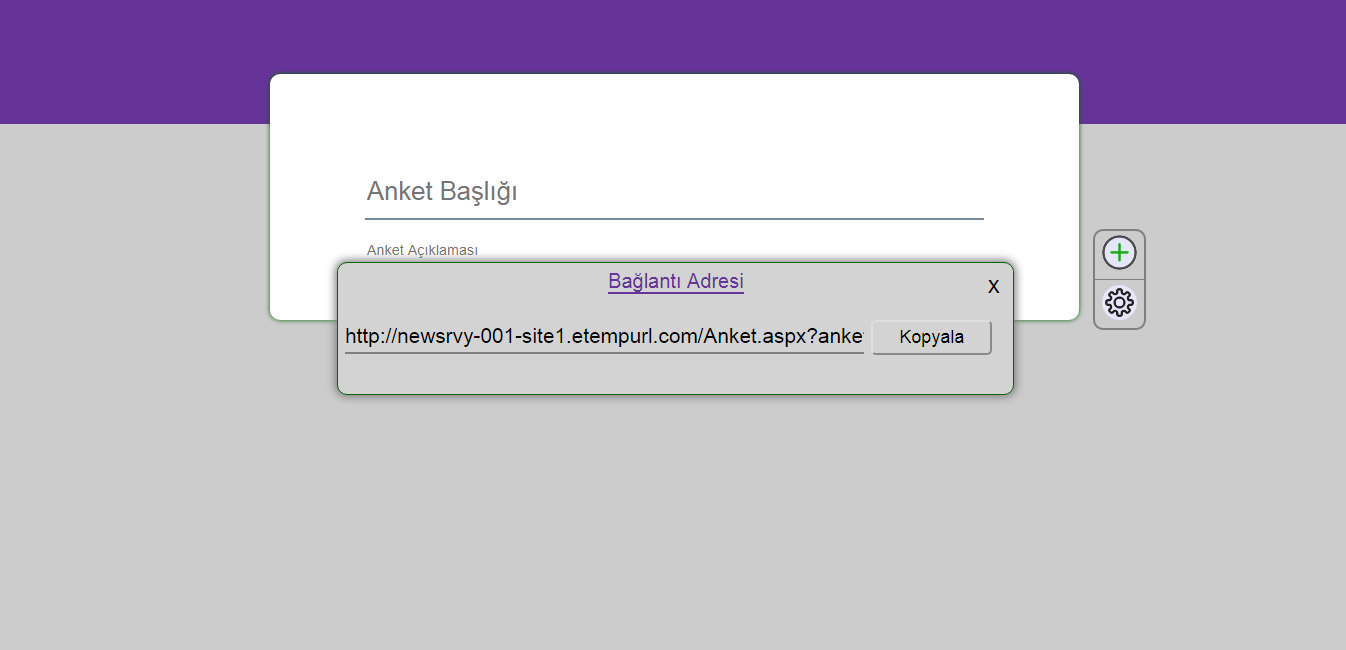 Anket Başlığı
Anket Açıklaması
Bağlantı Adresi
X
http://newsrvy-001-site1.etempurl.com/Anket.aspx?anke
Kopyala